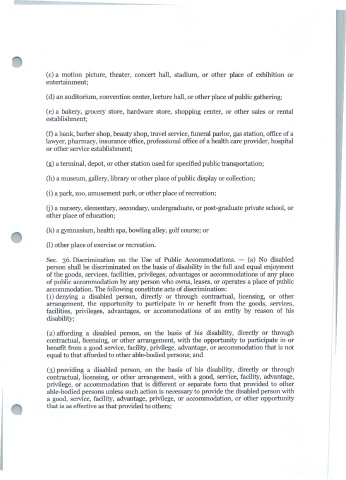 (c) a motion picture, theater, concert hall, stadium, or other place of exhibition or
entertainment;
(d) an auditorium, convention center, lecture hall, or other place of public gathering;
(e) a bakery, grocery store, hardware store, shopping center, or other sales or rental
establishment;
(f) a bank, barber shop, beauty shop, travel service, funeral parlor, gas station, office of a
lawyer, pharmacy, insurance office, professional office of a health care provider, hospital
or other service establishment;
(g) a terminal, depot, or other station used for specified public transportation;
(h) a museum, gallery, library or other place of public display or collection;
(i) a park, zoo, amusement park, or other place of recreation;
(j) a nursery, elementary, secondary, undergraduate, or post-graduate private school, or
other place of education;
(k) a gymnasium, health spa, bowling alley, golf course; or
(l) other place of exercise or recreation.
Sec. 36. Discrimination on the Use of Public Accommodations. — (a) No disabled
person shall be discriminated on the basis of disability in the full and equal enjoyment
of the goods, services, facilities, privileges, advantages or accommodations of any place
of public accommodation by any person who owns, leases, or operates a place of public
accommodation. The following constitute acts of discrimination:
(1) denying a disabled person, directly or through contractual, licensing, or other
arrangement, the opportunity to participate in or benefit from the goods, services,
facilities, privileges, advantages, or accommodations of an entity by reason of his
disability;
(2) affording a disabled person, on the basis of his disability, directly or through
contractual, licensing, or other arrangement, with the opportunity to participate in or
benefit from a good service, facility, privilege, advantage, or accommodation that is not
equal to that afforded to other able-bodied persons; and
(3) providing a disabled person, on the basis of his disability, directly or through
contractual, licensing, or other arrangement, with a good, service, facility, advantage,
privilege, or accommodation that is different or separate form that provided to other
able-bodied persons unless such action is necessary to provide the disabled person with
a good, service, facility, advantage, privilege, or accommodation, or other opportunity
that is as effective as that provided to others;